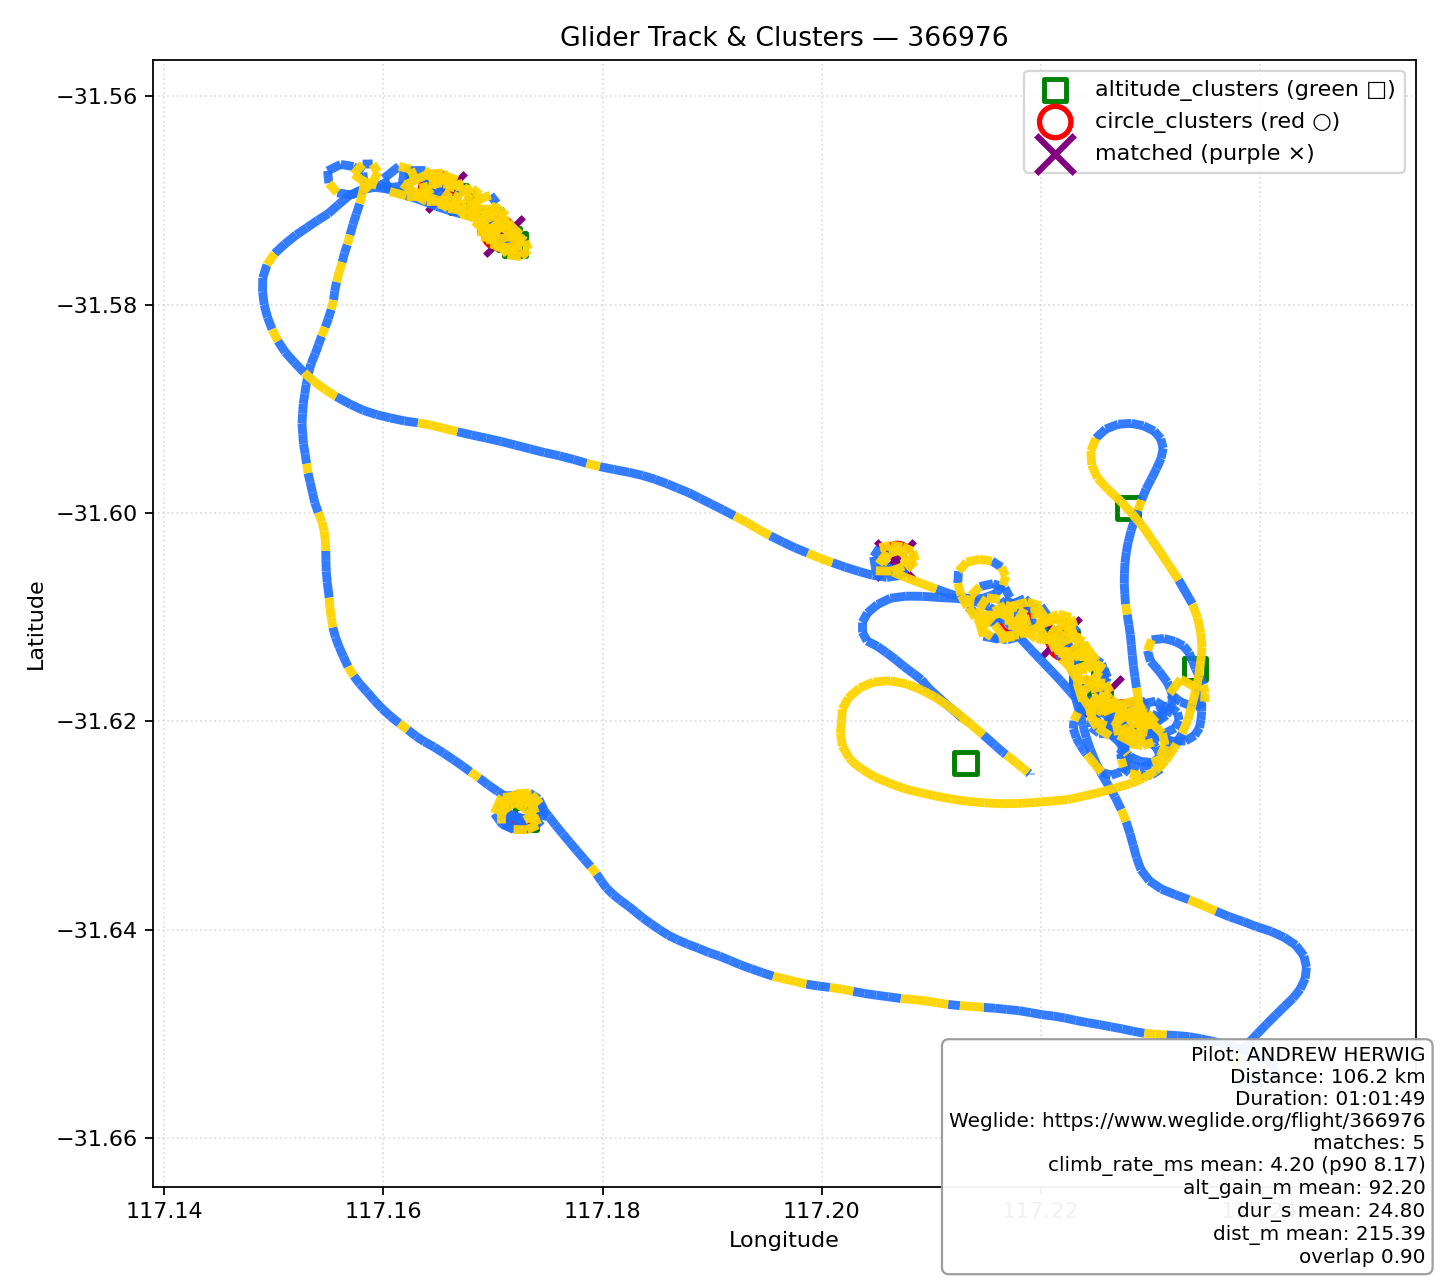 Glider Track & Clusters — 366976
altitude_clusters (green □)
circle_clusters (red ○)
matched (purple ×)
−31.56
−31.58
−31.60
−31.62
−31.64
−31.66
Latitude
117.14
117.16
117.18
117.20
117.22
Longitude
Pilot: ANDREW HERWIG
Distance: 106.2 km
Duration: 01:01:49
Weglide: https://www.weglide.org/flight/366976
matches: 5
climb_rate_ms mean: 4.20 (p90 8.17)
alt_gain_m mean: 92.20
dur_s mean: 24.80
dist_m mean: 215.39
overlap 0.90